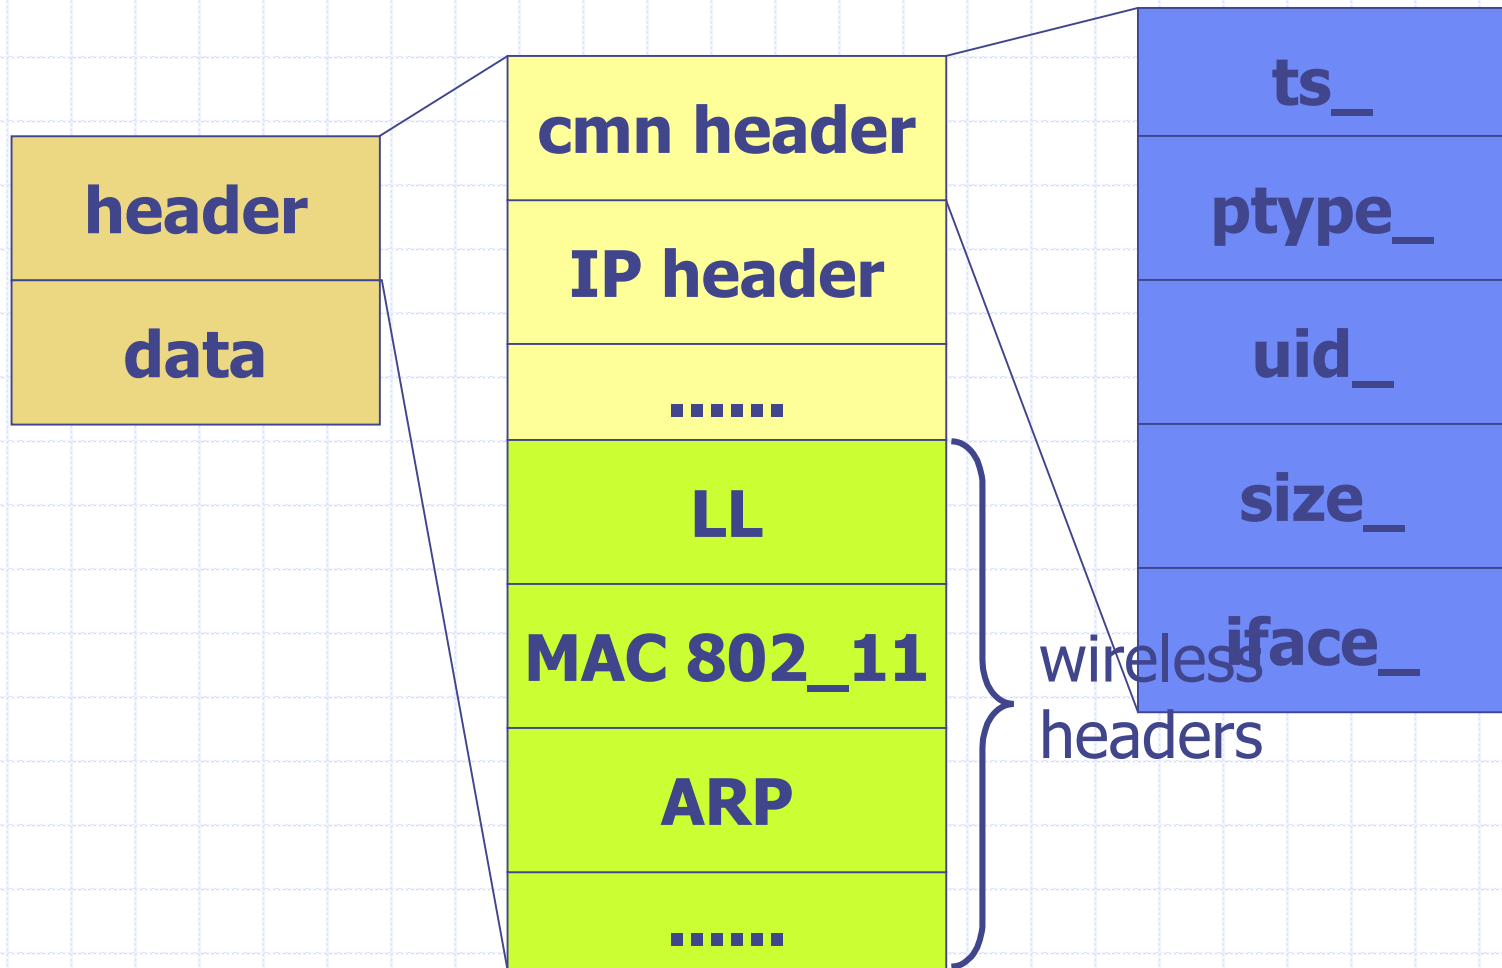 header
data
cmn header
IP header
......
LL
MAC 802_11
ARP
......
wireless
headers
ts_
ptype_
uid_
size_
iface_